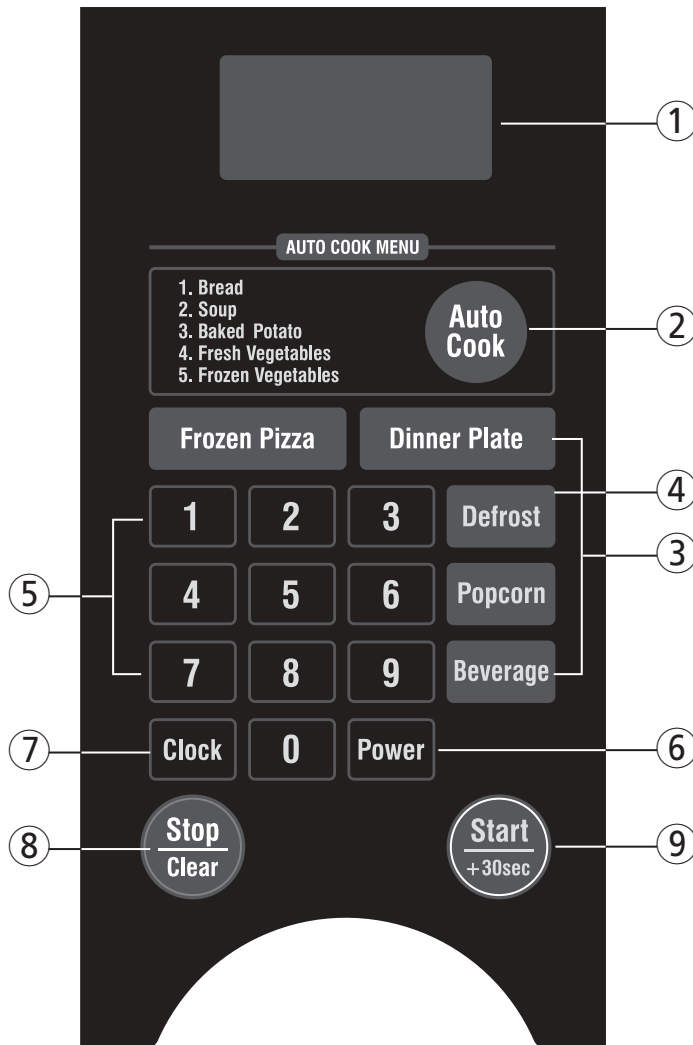 ①
AUTO COOK MENU
1. Bread
2. Soup
3. Baked Potato
4. Fresh Vegetables
5. Frozen Vegetables
Auto
Cook
②
Frozen Pizza
Dinner Plate
1
2
3
Defrost
④
③
⑤
4
5
6
Popcorn
7
8
9
Beverage
⑦
Clock
0
Power
⑥
⑧
Stop
Clear
Start
+30sec
⑨